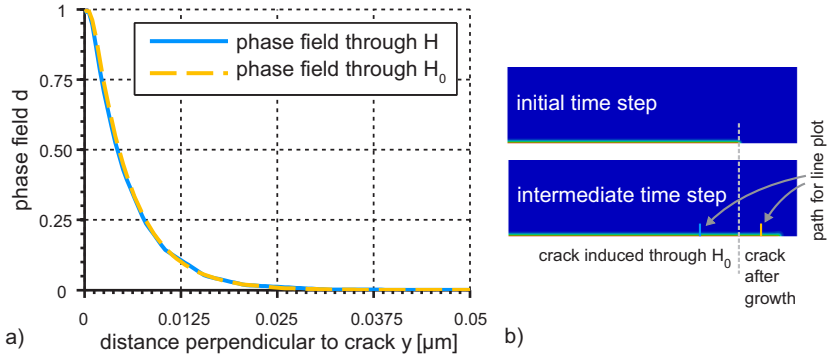 1
0.75
0.50
0.25
0
phase field d
phase field through H
phase field through H0
0
0.0125
0.025
0.0375
0.05
distance perpendicular to crack y [µm]
a)
initial time step
intermediate time step
crack induced through H0
crack
after
growth
path for line plot
b)